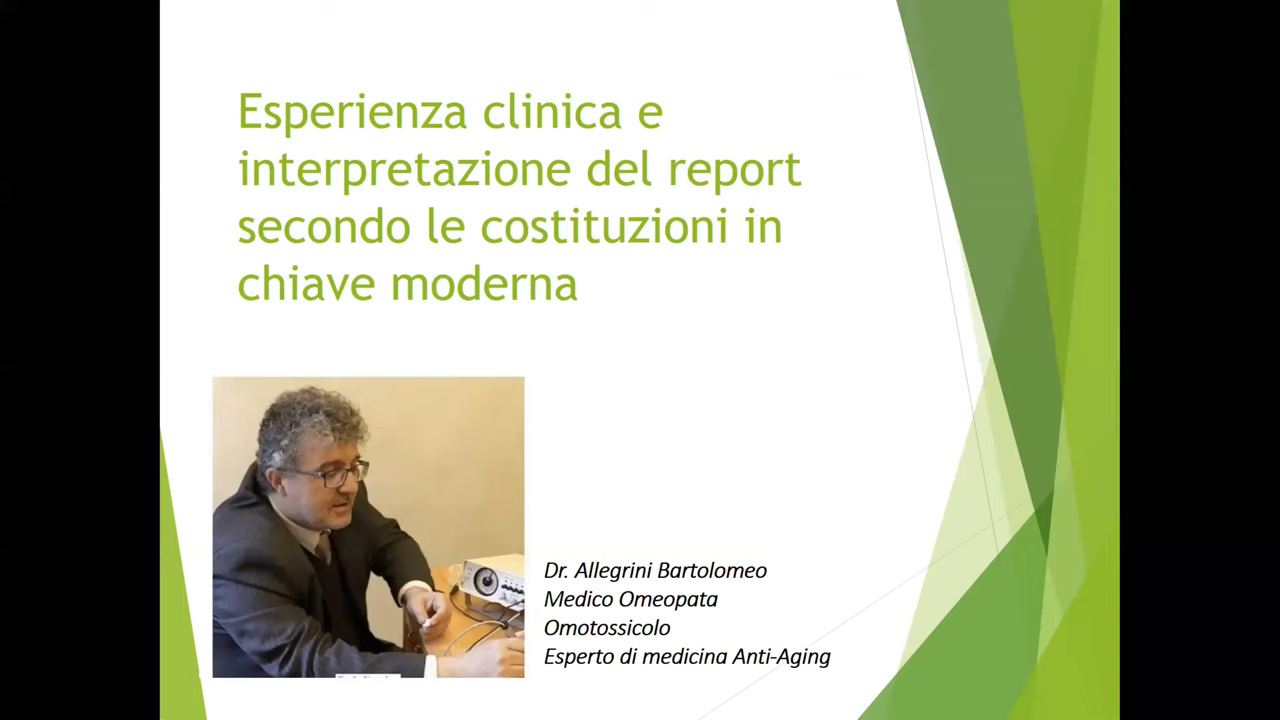 Esperienza clinica e
interpretazione del report
secondo le costituzioni in
chiave moderna
Dr. Allegrini Bartolomeo
Medico Omeopata
Omotossicolo
Esperto di medicina Anti-Aging